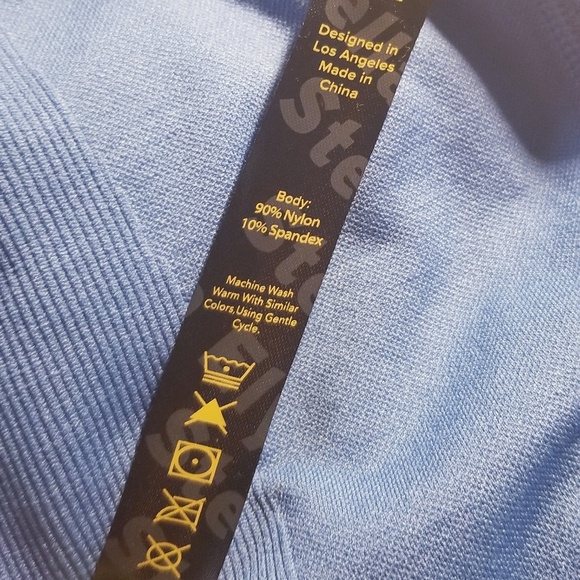 Designed in
Los Angeles
Made in
China
Body:
90% Nylon
10% Spandex
Machine Wash
Warm With Similar
Colors,Using Gentle
Cycle.